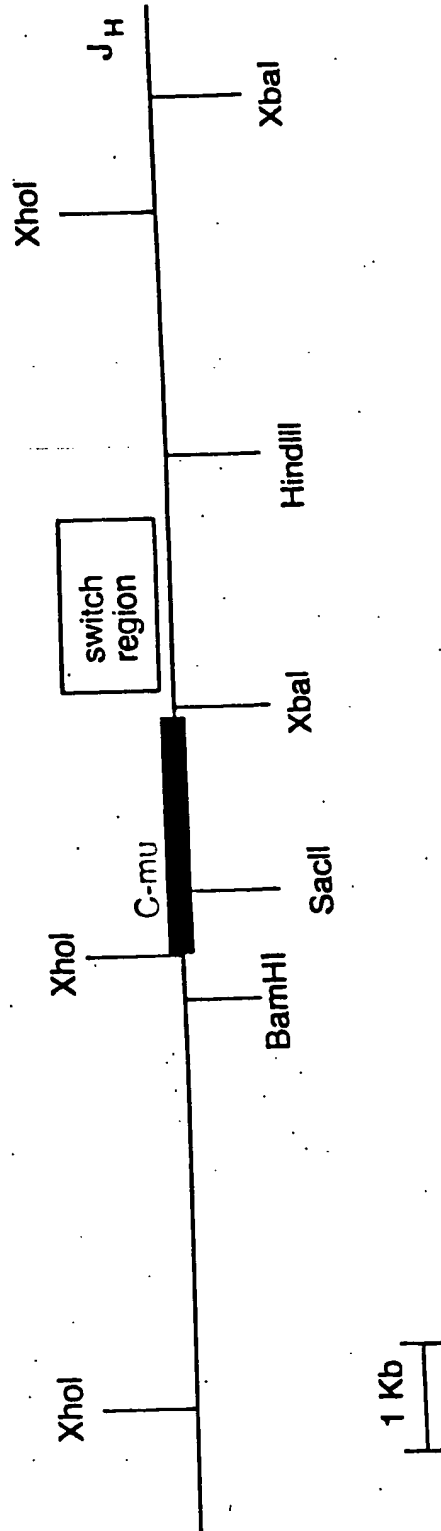 XhoI
XhoI
C-mu
switch
region
XhoI
J H
BamHI
SacII
XbaI
HindIII
XbaI
1 Kb